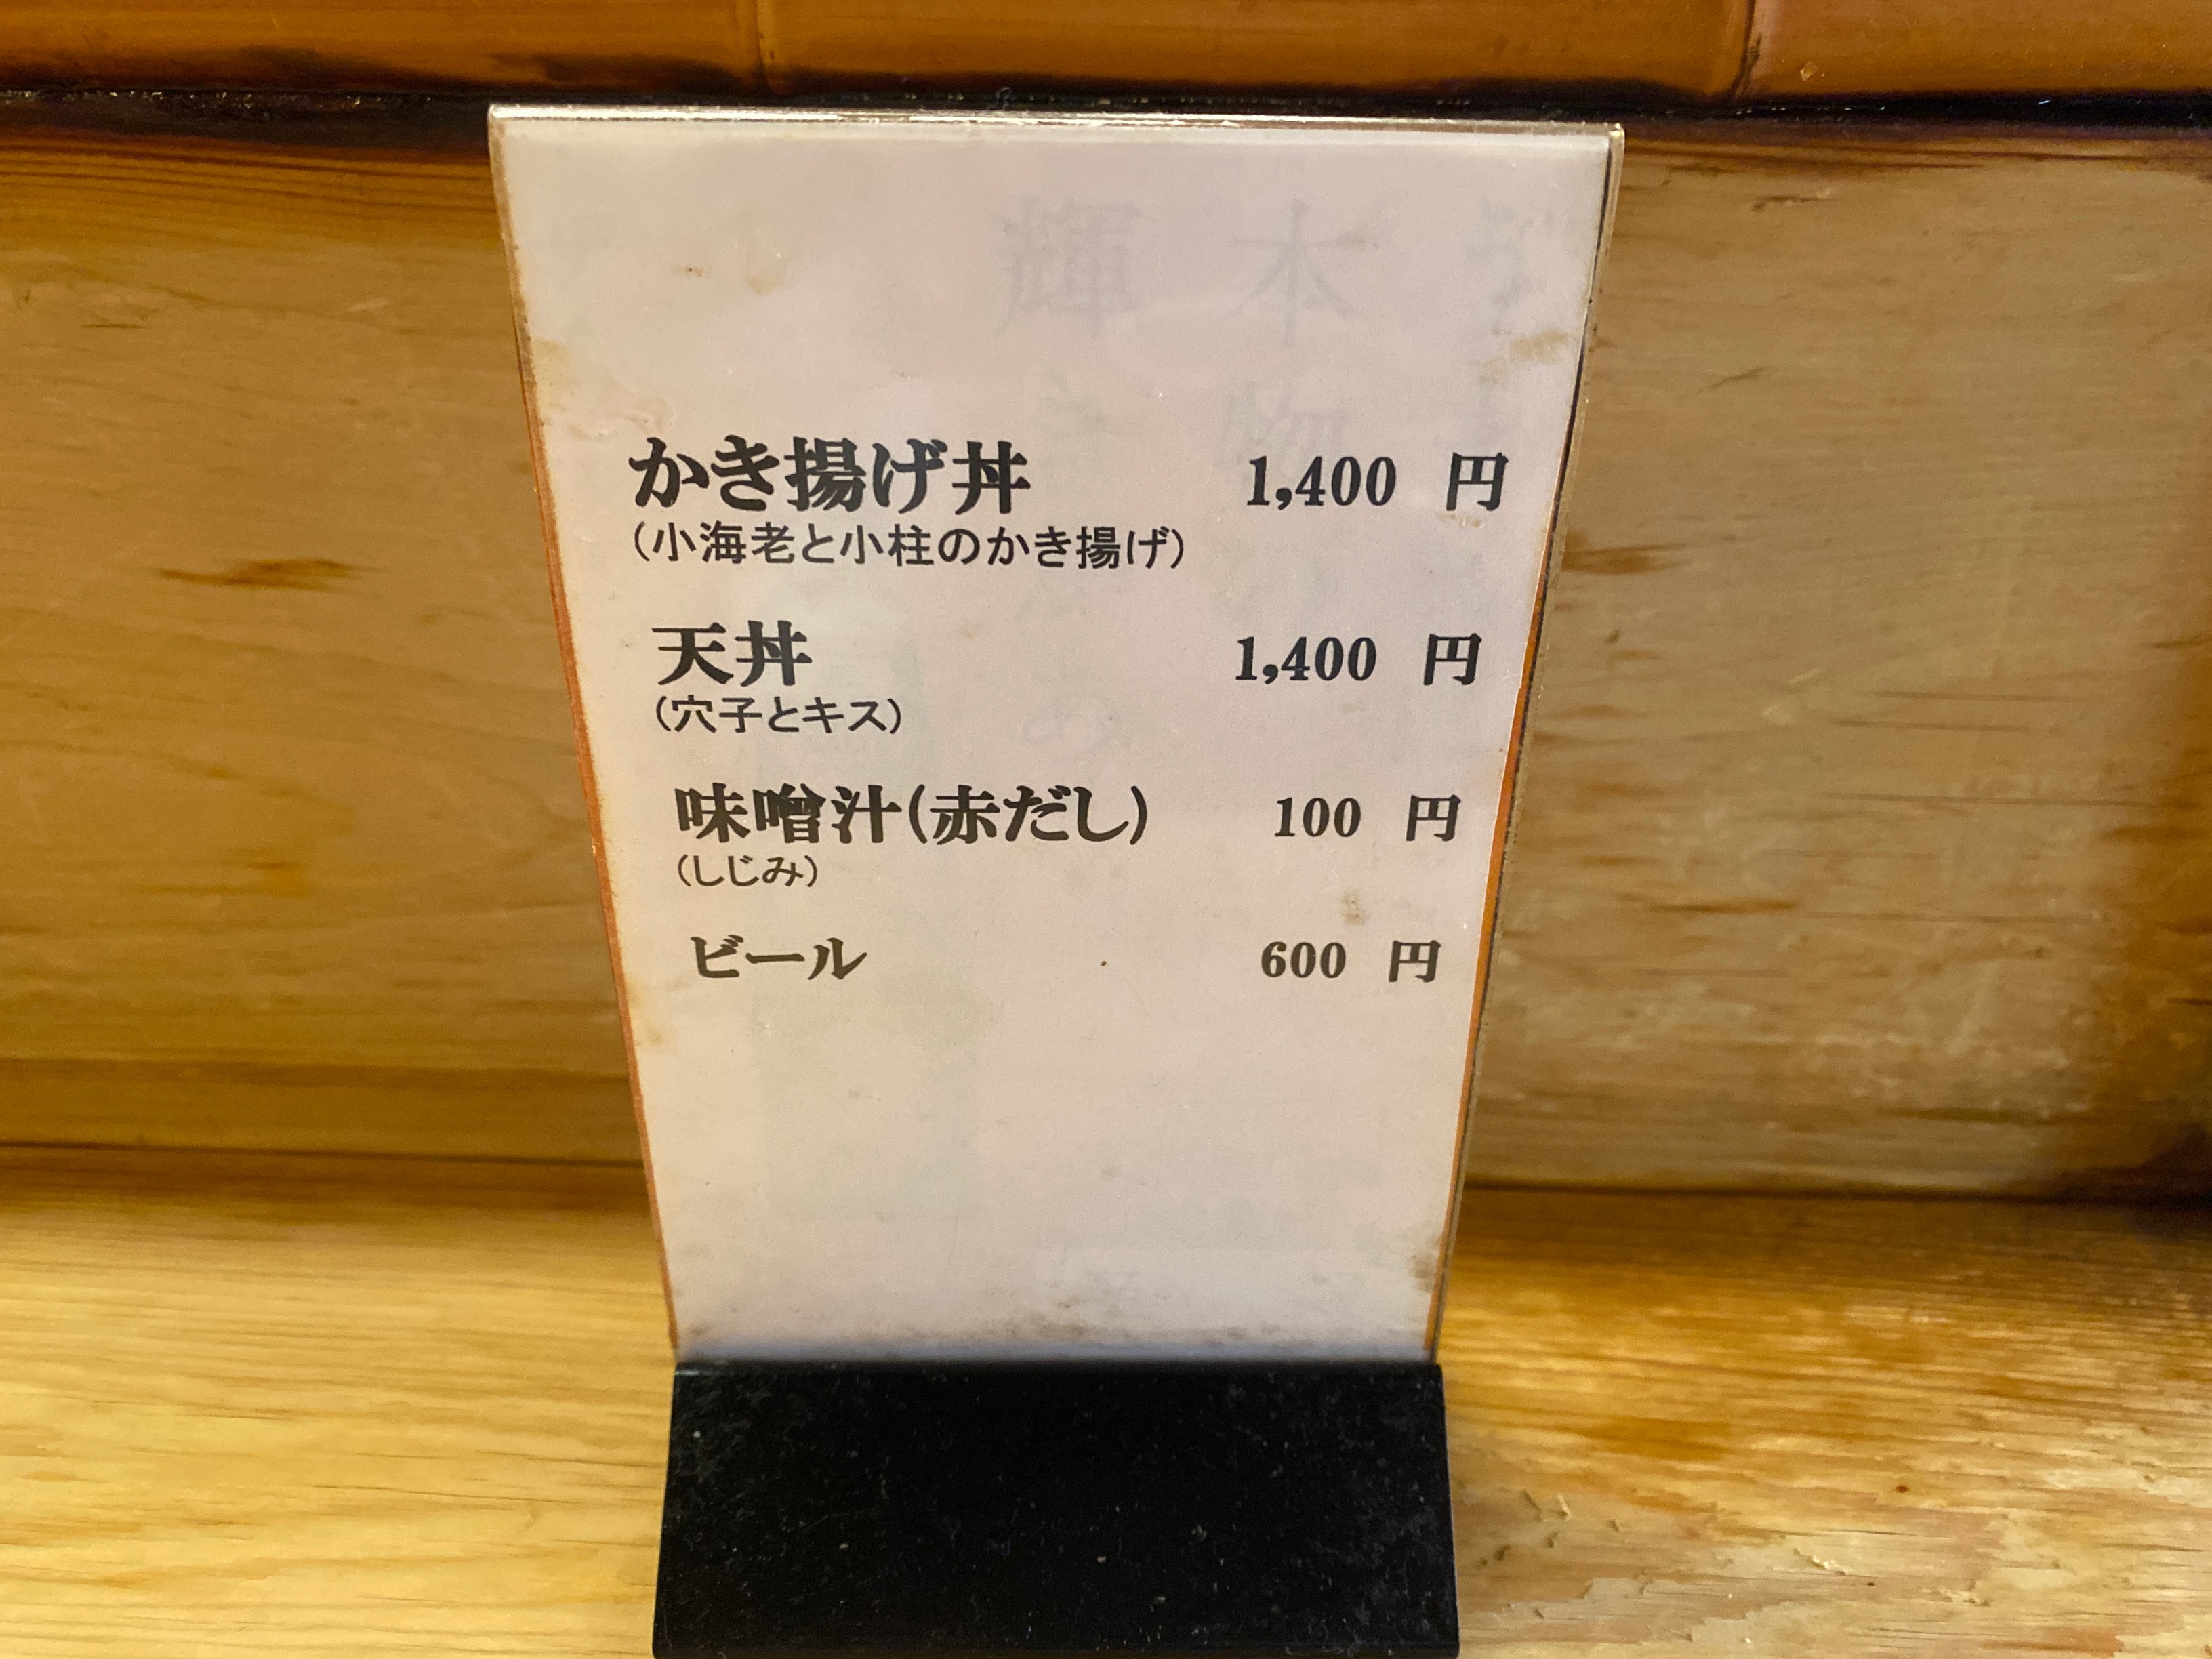 かき揚げ丼 1,400 円
(小海老と小柱のかき揚げ)
天丼 1,400 円
(穴子とキス)
味噌汁(赤だし) 100 円
(しじみ)
ビール 600 円